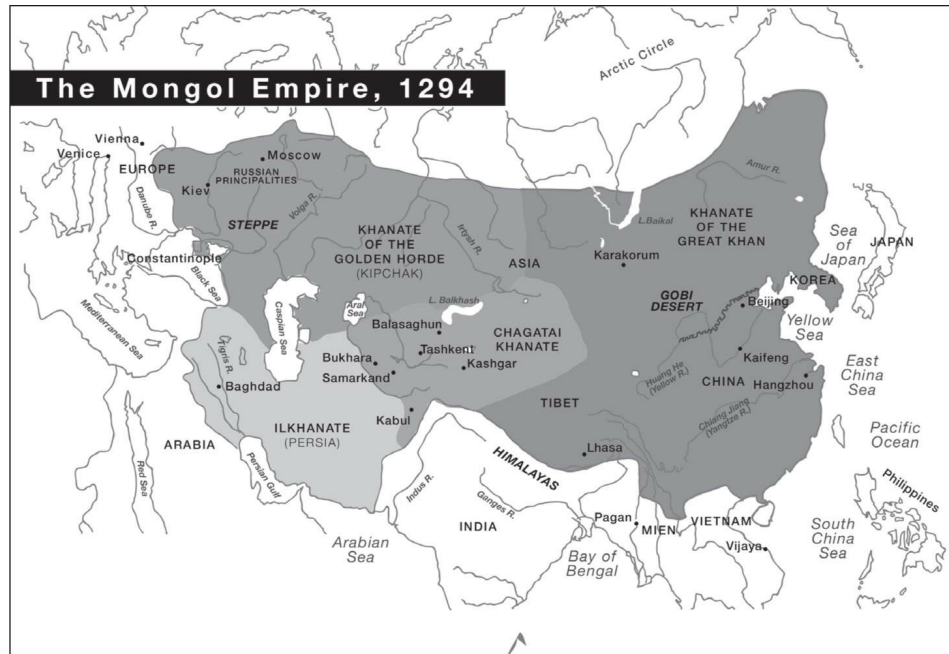 The Mongol Empire, 1294
Arctic Circle
Vienna
Venice
EUROPE
Moscow
RUSSIAN
PRINCIPALITIES
Kiev
Danube R.
STEPPE
Volga R.
Constantinople
Black Sea
Mediterranean Sea
KHANATE
OF THE
GOLDEN HORDE
(KIPCHAK)
Irtysh R.
ASIA
L.Baikal
Karakorum
Amur R.
KHANATE
OF THE
GREAT KHAN
Sea
of
Japan
JAPAN
KOREA
GOBI
DESERT
Beijing
Yellow
Sea
Caspian Sea
Aral
Sea
L. Balkhash
Balasaghun
CHAGATAI
KHANATE
Tashkent
Bukhara
Kashgar
Samarkand
Tigris R.
Baghdad
Kabul
ILKHANATE
(PERSIA)
ARABIA
Red Sea
Persian Gulf
TIBET
Huang He
(Yellow R.)
Kaifeng
CHINA
Hangzhou
Chiang Jiang
(Yangtze R.)
East
China
Sea
Pacific
Ocean
Lhasa
HIMALAYAS
Indus R.
Ganges R.
INDIA
Arabian
Sea
Bay of
Bengal
Pagan
MIEN
VIETNAM
Vijaya
South
China
Sea
Philippines